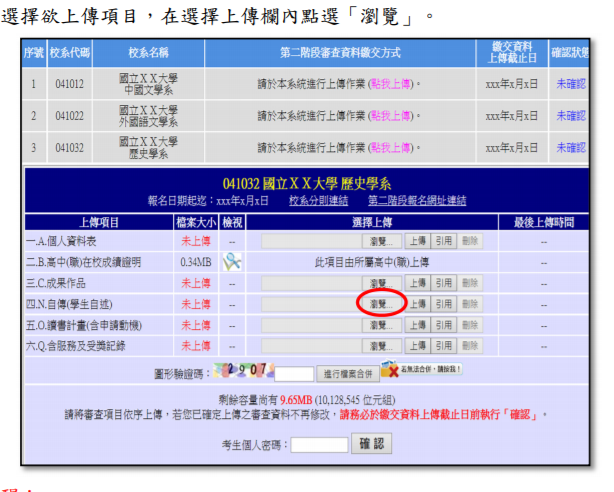 選擇欲上傳項目，在選擇上傳欄內點選「瀏覽」。
序號 校系代碼 校系名稱 第二階段審查資料繳交方式 繳交資料上傳截止日 確認狀態
1 041012 國立ＸＸ大學中國文學系 請於本系統進行上傳作業 (點我上傳)。 xxx年x月x日 未確認
2 041022 國立ＸＸ大學外國語文學系 請於本系統進行上傳作業 (點我上傳)。 xxx年x月x日 未確認
3 041032 國立ＸＸ大學歷史學系 請於本系統進行上傳作業 (點我上傳)。 xxx年x月x日 未確認
041032 國立ＸＸ大學 歷史學系
報名日期起迄：xxx年x月x日 校系分則連結 第二階段報名網址連結
上傳項目 檔案大小 檢視 選擇上傳 最後上傳時間
一.A.個人資料表 未上傳 -- 瀏覽... 上傳 引用 刪除 --
二.B.高中(職)在校成績證明 0.34MB 此項目由所屬高中(職)上傳
三.C.成果作品 未上傳 -- 瀏覽... 上傳 引用 刪除 --
四.N.自傳(學生自述) 未上傳 -- 瀏覽... 上傳 引用 刪除 --
五.O.讀書計畫(含申請動機) 未上傳 -- 瀏覽... 上傳 引用 刪除 --
六.Q.含服務及受獎紀錄 未上傳 -- 瀏覽... 上傳 引用 刪除 --
圖形驗證碼： 2907 進行檔案合併 若無法合併，請按我！
剩餘容量尚有 9.65MB (10,128,545 位元組)
請將審查項目依序上傳，若您已確定上傳之審查資料不再修改，請務必於繳交資料上傳截止日前執行「確認」。
考生個人密碼： 確 認